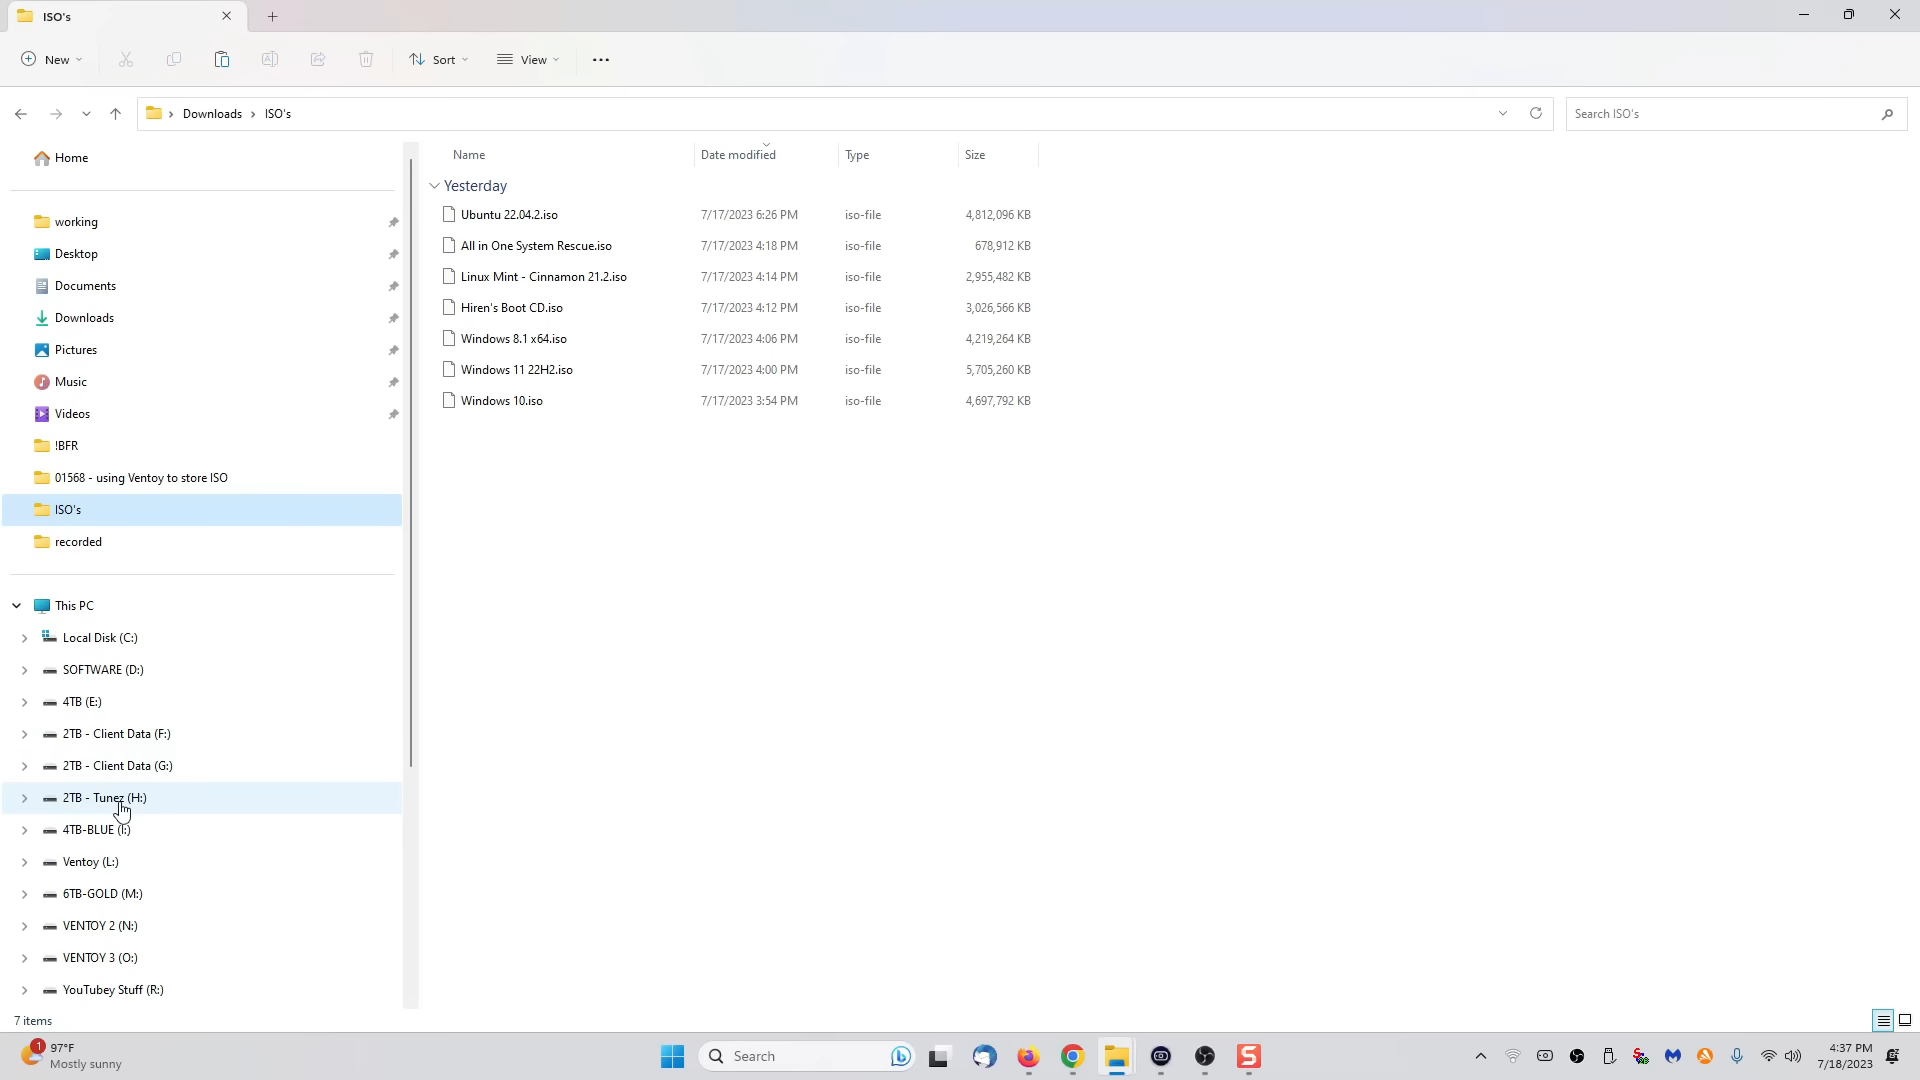 ISO's
New
Sort
View
Downloads
ISO's
Search ISO's
Home
working
Desktop
Documents
Downloads
Pictures
Music
Videos
!BFR
01568 - using Ventoy to store ISO
ISO's
recorded
This PC
Local Disk (C:)
SOFTWARE (D:)
4TB (E:)
2TB - Client Data (F:)
2TB - Client Data (G:)
2TB - Tunez (H:)
4TB-BLUE (I:)
Ventoy (L:)
6TB-GOLD (M:)
VENTOY 2 (N:)
VENTOY 3 (O:)
YouTubey Stuff (R:)
Name Date modified Type Size
Yesterday
Ubuntu 22.04.2.iso 7/17/2023 6:26 PM iso-file 4,812,096 KB
All in One System Rescue.iso 7/17/2023 4:18 PM iso-file 678,912 KB
Linux Mint - Cinnamon 21.2.iso 7/17/2023 4:14 PM iso-file 2,955,482 KB
Hiren's Boot CD.iso 7/17/2023 4:12 PM iso-file 3,026,566 KB
Windows 8.1 x64.iso 7/17/2023 4:06 PM iso-file 4,219,264 KB
Windows 11 22H2.iso 7/17/2023 4:00 PM iso-file 5,705,260 KB
Windows 10.iso 7/17/2023 3:54 PM iso-file 4,697,792 KB
7 items
1
97°F
Mostly sunny
Search
4:37 PM
7/18/2023